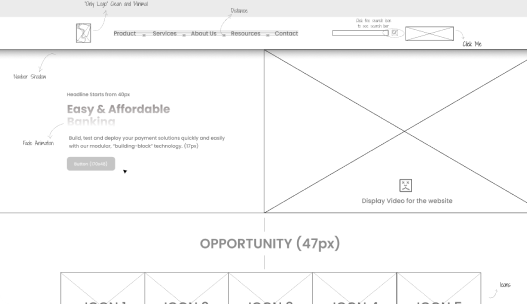 "Only Logo" Clean and Minimal
Distance
Click the search icon
to use search bar
Product
Services
About Us
Resources
Contact
Click Me
Navbar Shadow
Headline Starts from 40px
Easy & Affordable
Banking
Fade Animation
Build, test and deploy your payment solutions quickly and easily
with our modular, "building-block" technology. (17px)
Button (170x48)
Display Video for the website
OPPORTUNITY (47px)
Icons
ICON 1
ICON 2
ICON 3
ICON 4
ICON 5